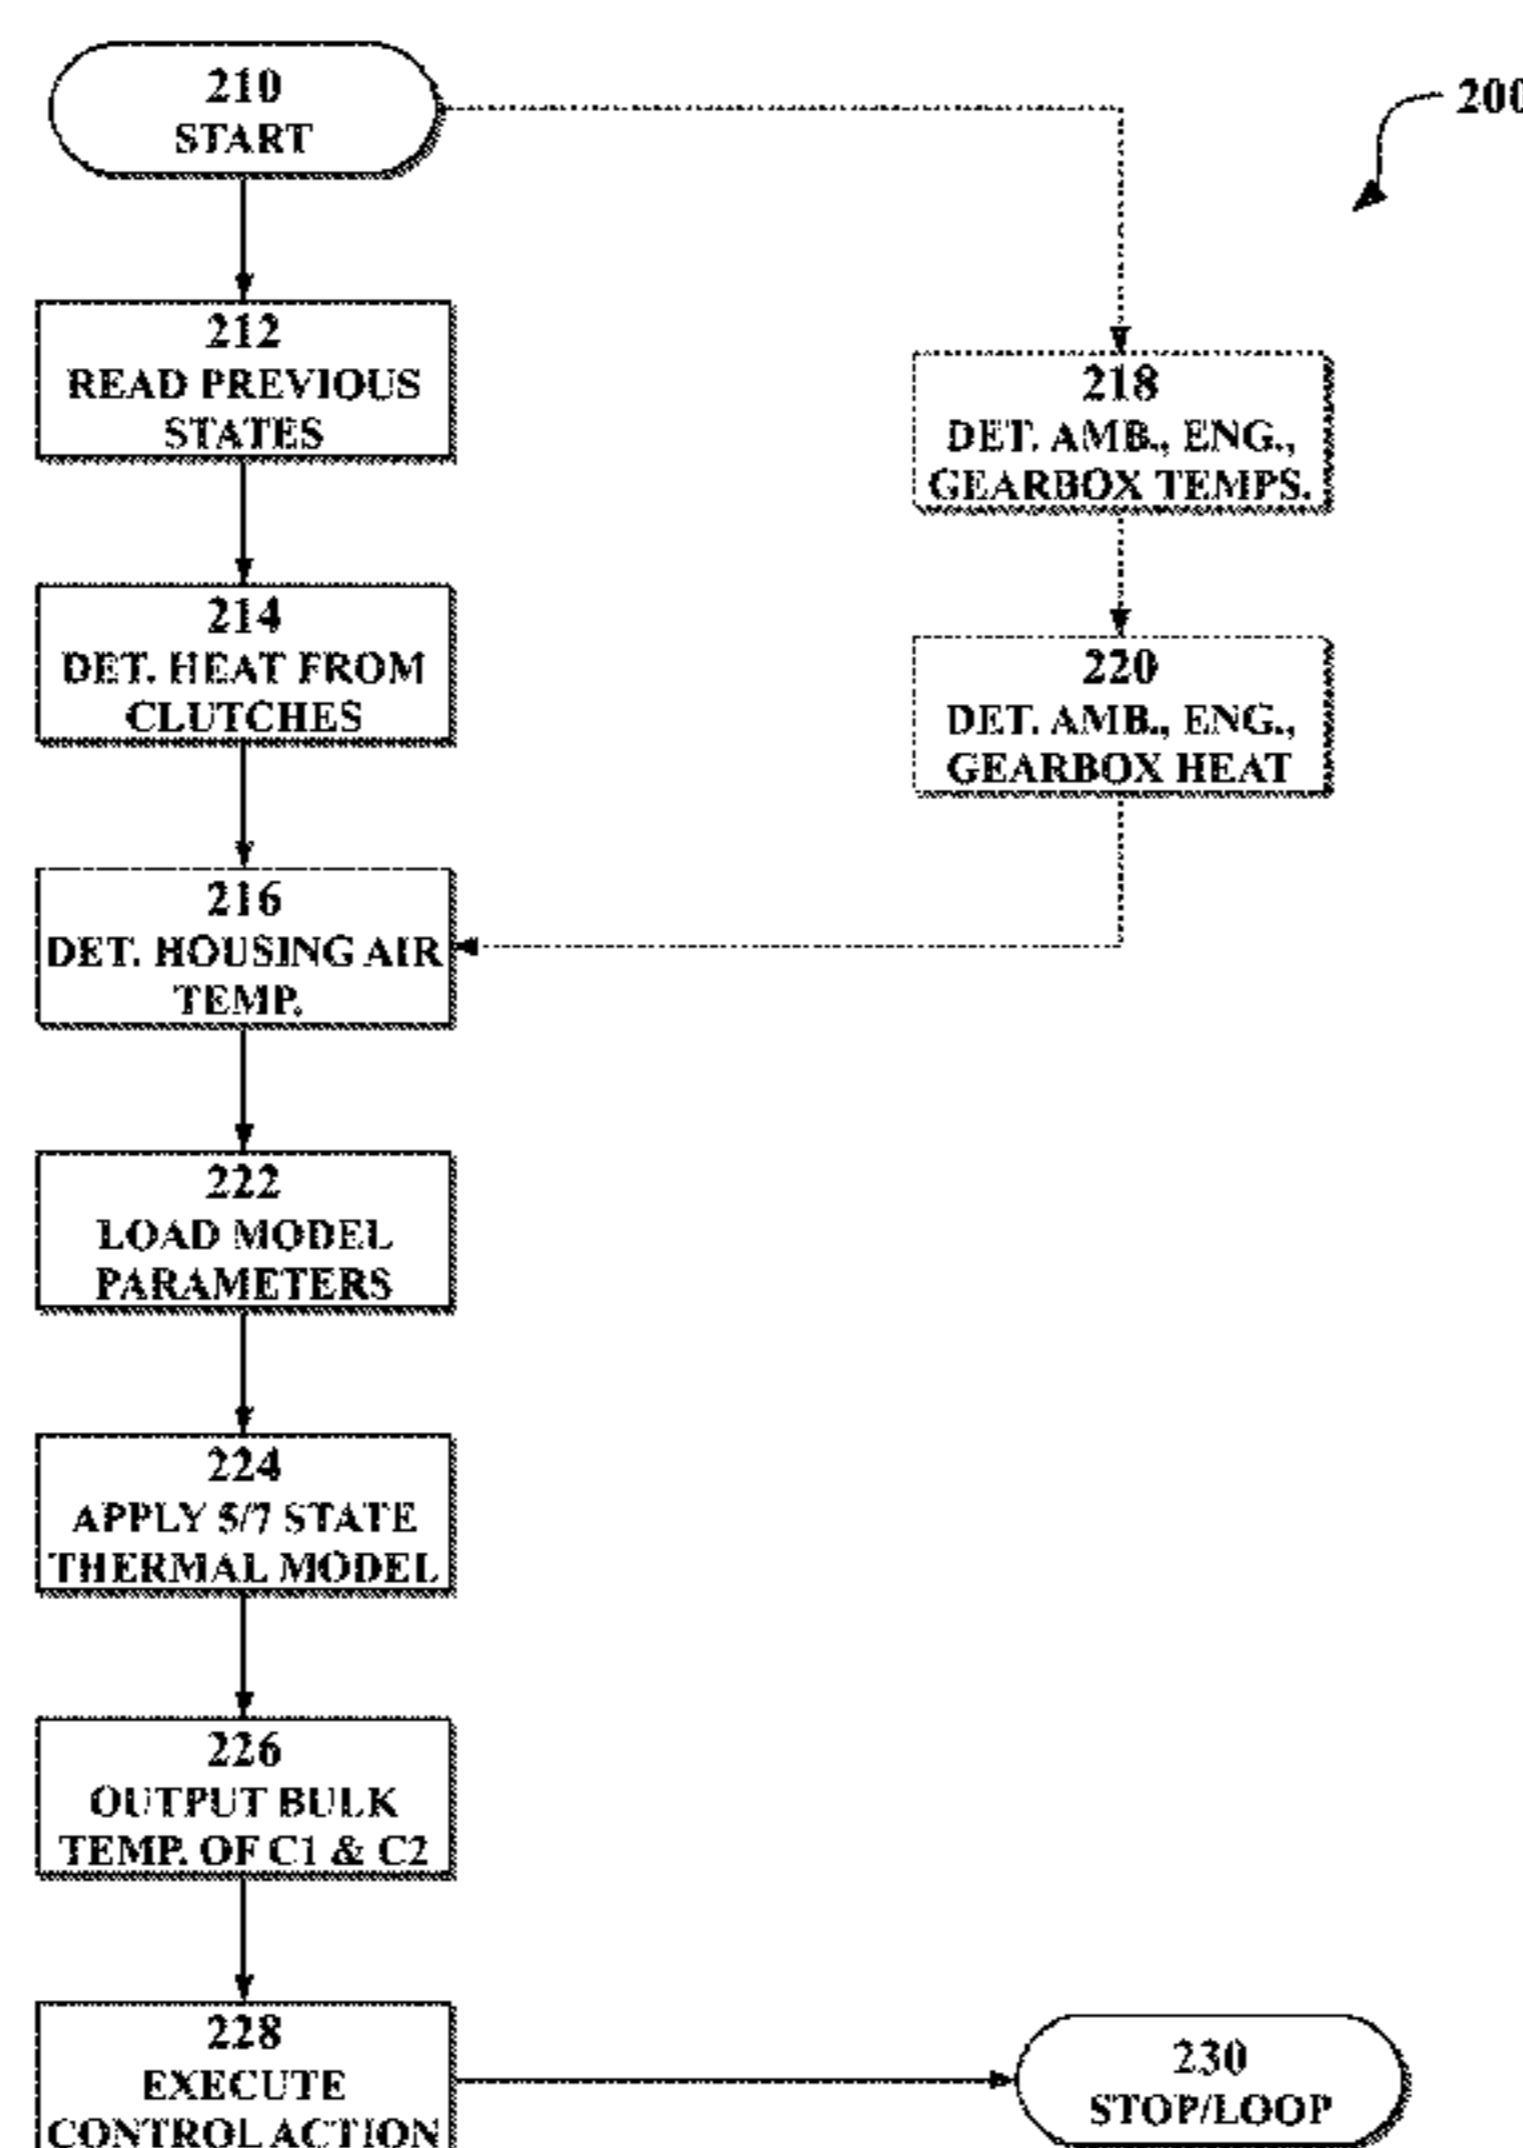 210
START
200
212
READ PREVIOUS
STATES
218
DET. AMB., ENG.,
GEARBOX TEMPS.
214
DET. HEAT FROM
CLUTCHES
220
DET. AMB., ENG.,
GEARBOX HEAT
216
DET. HOUSING AIR
TEMP.
222
LOAD MODEL
PARAMETERS
224
APPLY 5/7 STATE
THERMAL MODEL
226
OUTPUT BULK
TEMP. OF C1 & C2
228
EXECUTE
CONTROL ACTION
230
STOP/LOOP